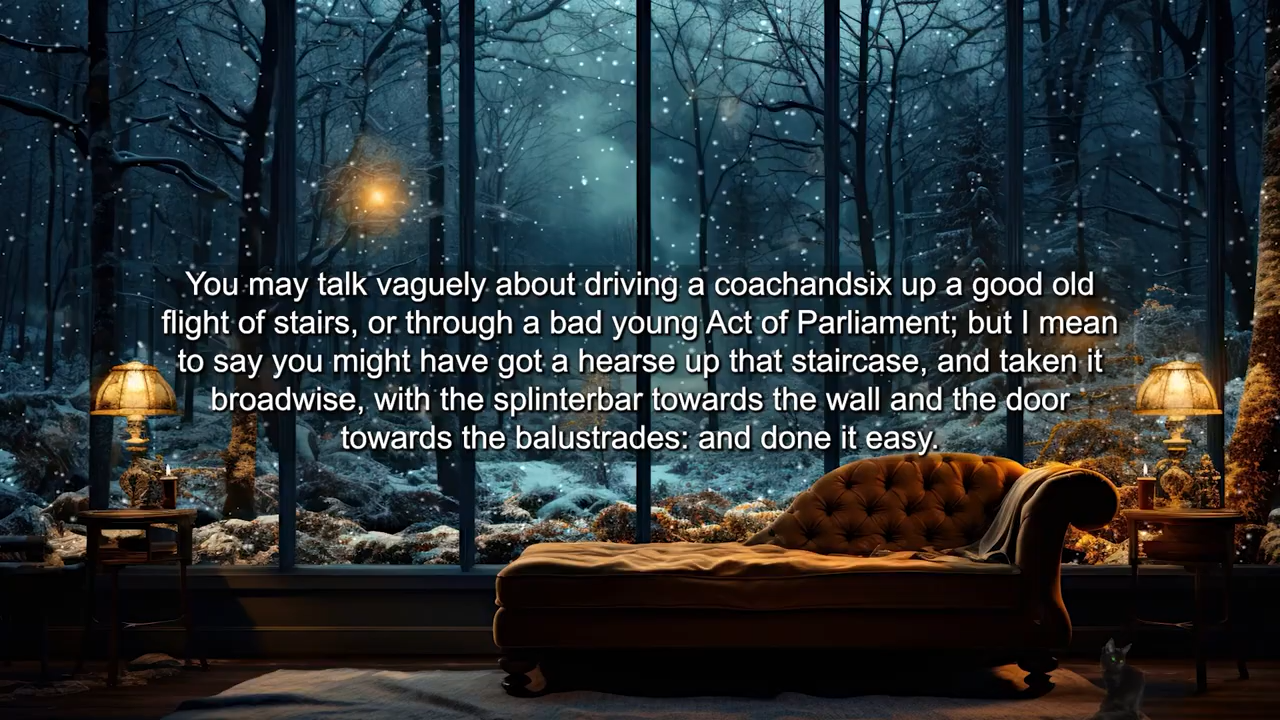 You may talk vaguely about driving a coachandsix up a good old
flight of stairs, or through a bad young Act of Parliament; but I mean
to say you might have got a hearse up that staircase, and taken it
broadwise, with the splinterbar towards the wall and the door
towards the balustrades: and done it easy.